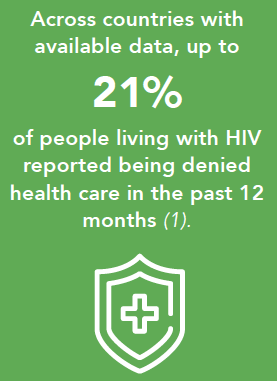 Across countries with
available data, up to
21%
of people living with HIV
reported being denied
health care in the past 12
months (1).